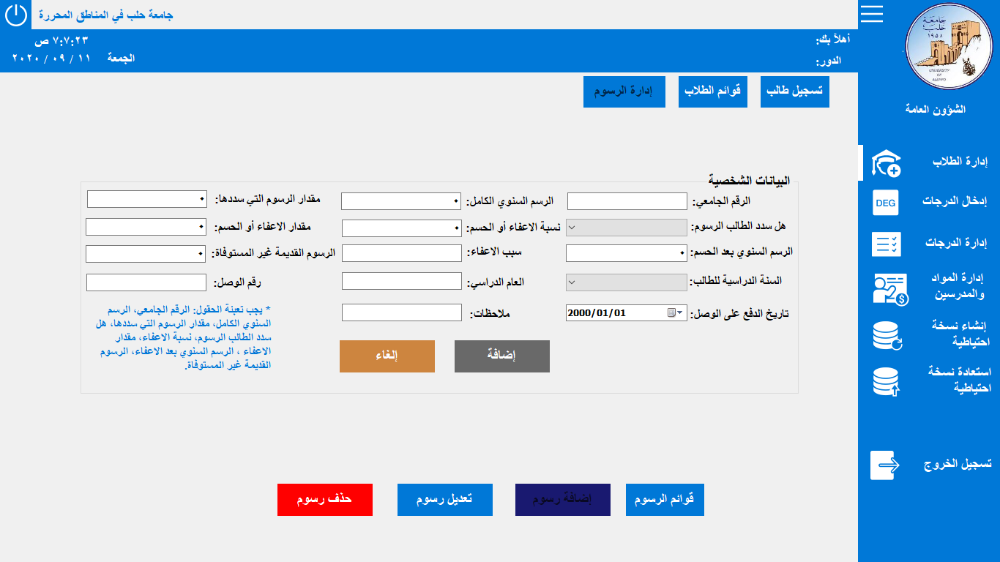 جامعة حلب في المناطق المحررة
أهلاً بك:
الدور:
٧:٧:٢٣ ص
الجمعة ١١ / ٠٩ / ٢٠٢٠
جامعة
حلب
١٩٥٨
UNIVERSITY
OF
ALEPPO
الشؤون العامة
إدارة الطلاب
DEG
إدخال الدرجات
إدارة الدرجات
إدارة المواد
والمدرسين
إنشاء نسخة
احتياطية
استعادة نسخة
احتياطية
تسجيل الخروج
تسجيل طالب
قوائم الطلاب
إدارة الرسوم
البيانات الشخصية
الرقم الجامعي:
الرسم السنوي الكامل:
مقدار الرسوم التي سددها:
هل سدد الطالب الرسوم:
نسبة الاعفاء أو الحسم:
مقدار الاعفاء أو الحسم:
الرسم السنوي بعد الحسم:
سبب الاعفاء:
الرسوم القديمة غير المستوفاة:
السنة الدراسية للطالب:
العام الدراسي:
رقم الوصل:
تاريخ الدفع على الوصل:
2000/01/01
ملاحظات:
* يجب تعبئة الحقول: الرقم الجامعي، الرسم
السنوي الكامل، مقدار الرسوم التي سددها، هل
سدد الطالب الرسوم، نسبة الاعفاء، مقدار
الاعفاء ، الرسم السنوي بعد الاعفاء، الرسوم
القديمة غير المستوفاة.
إضافة
إلغاء
قوائم الرسوم
إضافة رسوم
تعديل رسوم
حذف رسوم